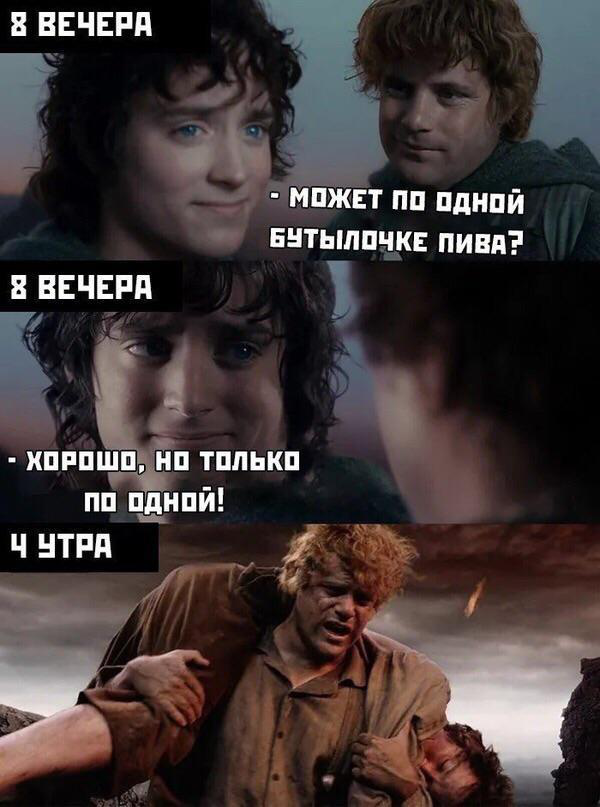 8 ВЕЧЕРА
- МОЖЕТ ПО ОДНОЙ
БУТЫЛОЧКЕ ПИВА?
8 ВЕЧЕРА
- ХОРОШО, НО ТОЛЬКО
ПО ОДНОЙ!
4 УТРА